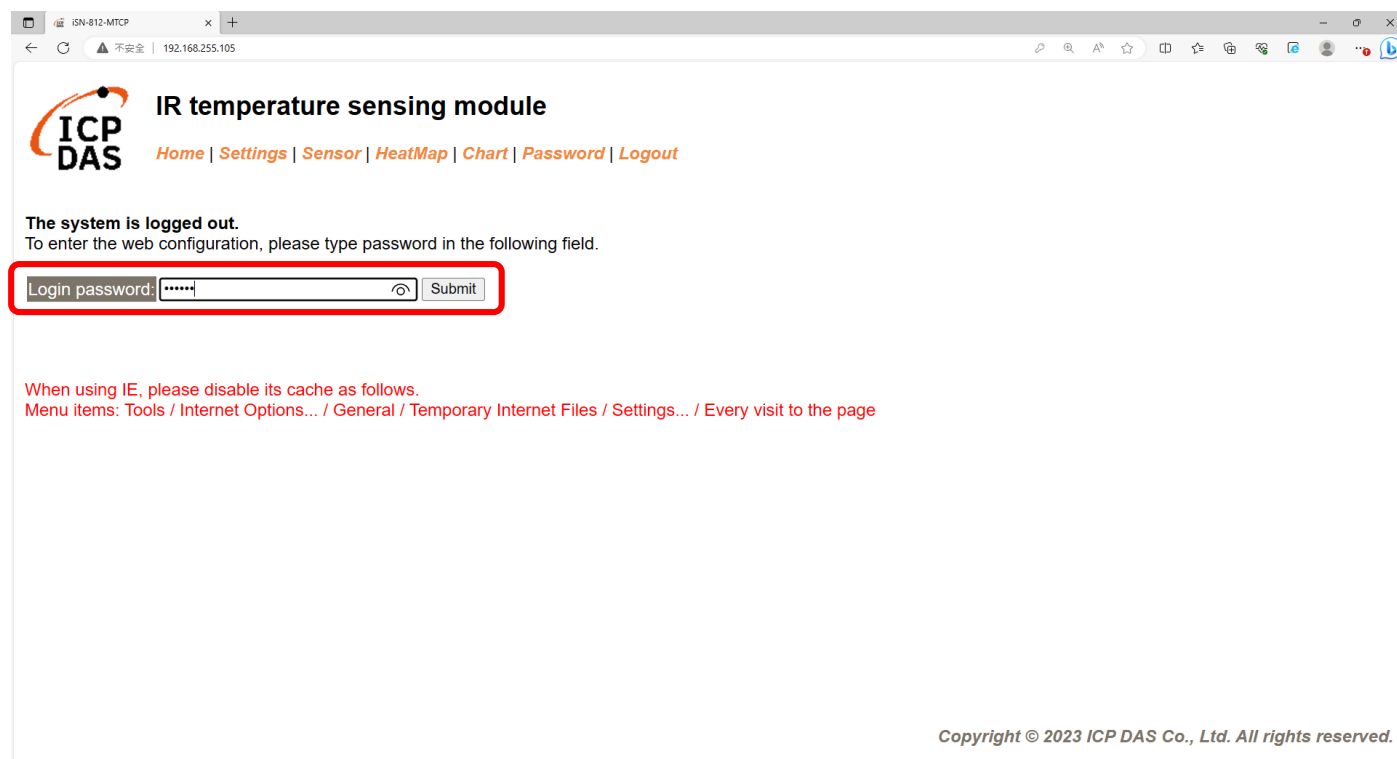 iSN-812-MTCP
不安全 | 192.168.255.105
ICP DAS
IR temperature sensing module
Home | Settings | Sensor | HeatMap | Chart | Password | Logout
The system is logged out.
To enter the web configuration, please type password in the following field.
Login password: •••••• Submit
When using IE, please disable its cache as follows.
Menu items: Tools / Internet Options... / General / Temporary Internet Files / Settings... / Every visit to the page
Copyright © 2023 ICP DAS Co., Ltd. All rights reserved.